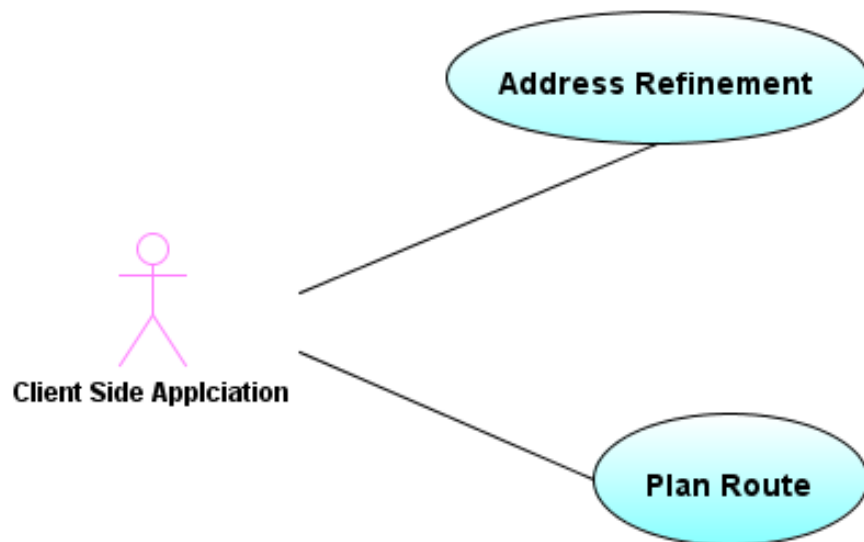 Address Refinement
Client Side Applciation
Plan Route